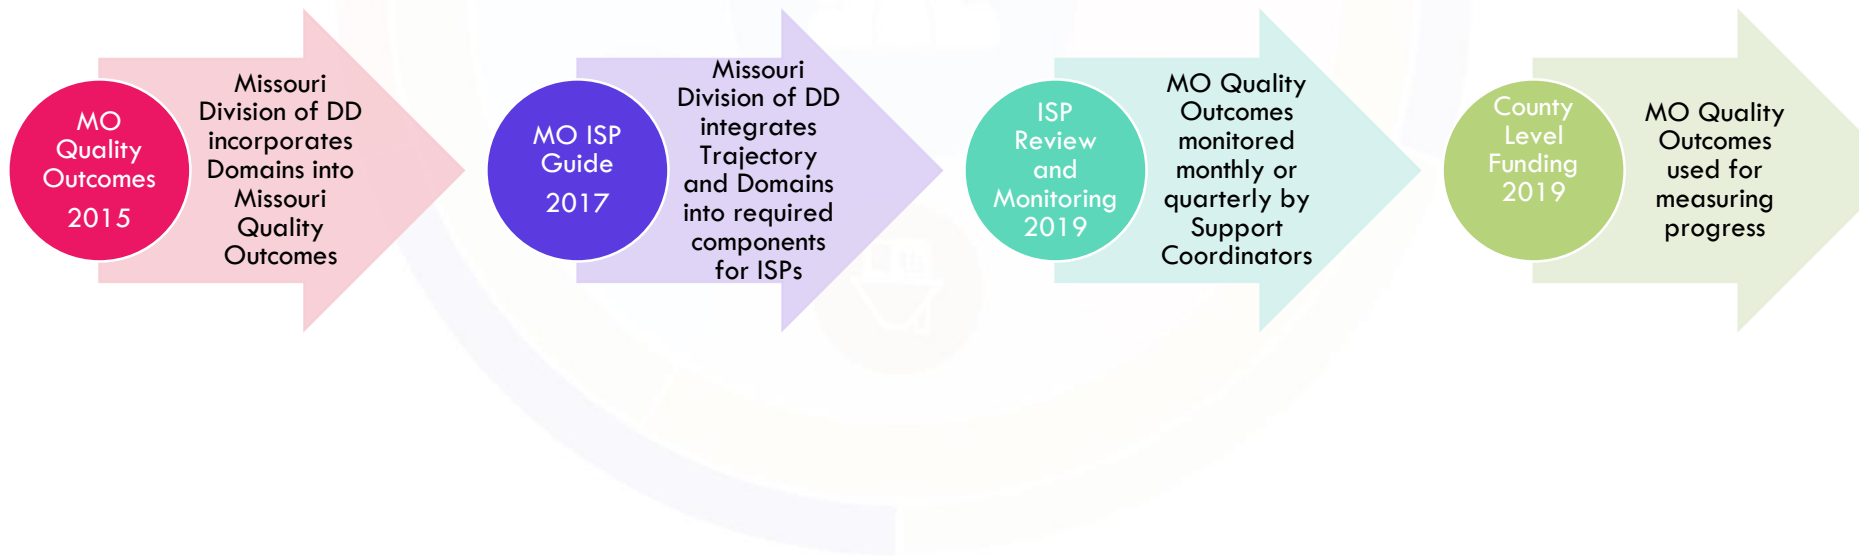 MO
Quality
Outcomes
2015
Missouri
Division of DD
incorporates
Domains into
Missouri
Quality
Outcomes
MO ISP
Guide
2017
Missouri
Division of DD
integrates
Trajectory
and Domains
into required
components
for ISPs
ISP
Review
and
Monitoring
2019
MO Quality
Outcomes
monitored
monthly or
quarterly by
Support
Coordinators
County
Level
Funding
2019
MO Quality
Outcomes
used for
measuring
progress